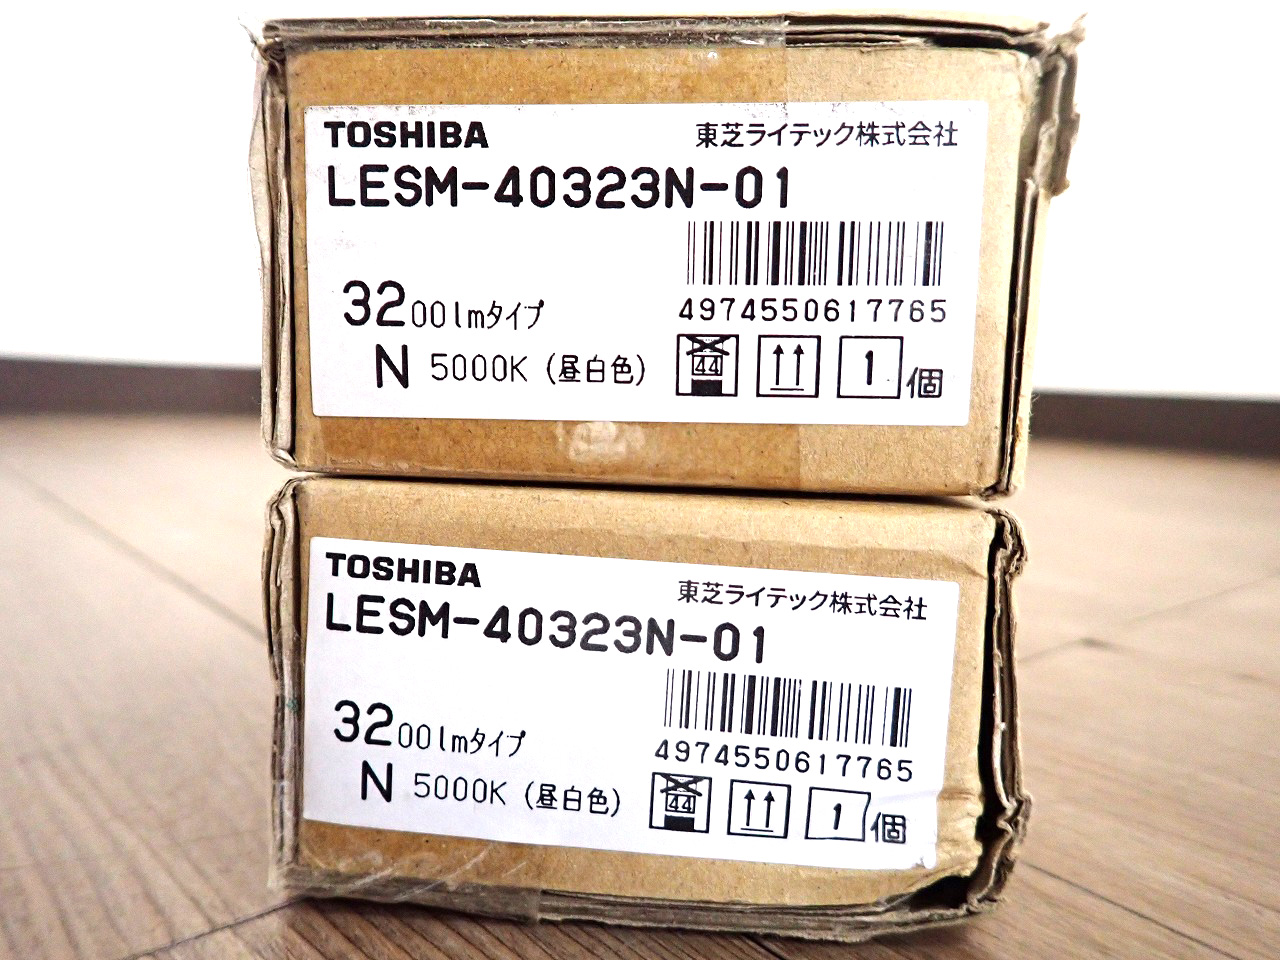 TOSHIBA 東芝ライテック株式会社
LESM-40323N-01
4974550617765
3200lmタイプ
N 5000K (昼白色) 44 1個
TOSHIBA 東芝ライテック株式会社
LESM-40323N-01
4974550617765
3200lmタイプ
N 5000K (昼白色) 44 1個